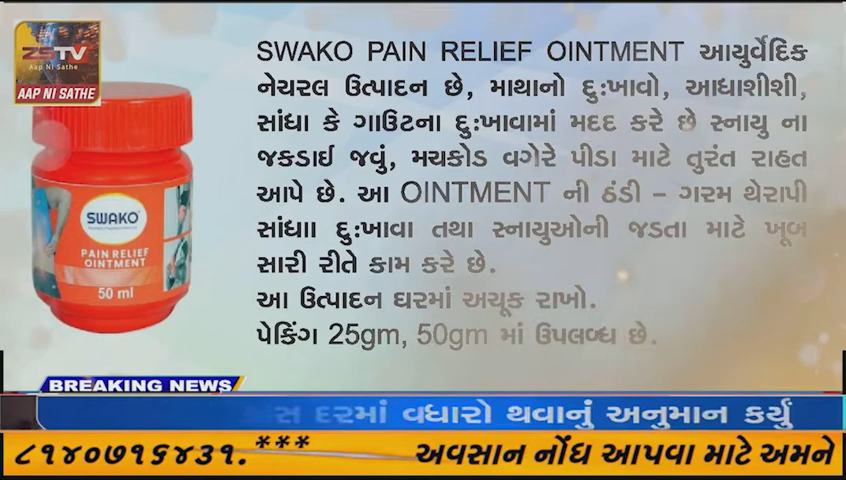 ZSTV
Aap Ni Sathe
AAP NI SATHE
SWAKO PAIN RELIEF OINTMENT આયુર્વેદિક
નેચરલ ઉત્પાદન છે, માથાનો દુઃખાવો, આધાશીશી,
સાંધા કે ગાઉટના દુઃખાવામાં મદદ કરે છે સ્નાયુ ના
જકડાઈ જવું, મચકોડ વગેરે પીડા માટે તુરંત રાહત
આપે છે. આ OINTMENT ની ઠંડી – ગરમ થેરાપી
સાંધાા દુઃખાવા તથા સ્નાયુઓની જડતા માટે ખૂબ
સારી રીતે કામ કરે છે.
આ ઉત્પાદન ઘરમાં અચૂક રાખો.
પેકિંગ 25gm, 50gm માં ઉપલબ્ધ છે.
SWAKO
PAIN RELIEF
OINTMENT
50 ml
BREAKING NEWS
દરમાં વધારો થવાનું અનુમાન કર્યું
૮૧૪૦૭૧૬૪૩૧.*** અવસાન નોંધ આપવા માટે અમને